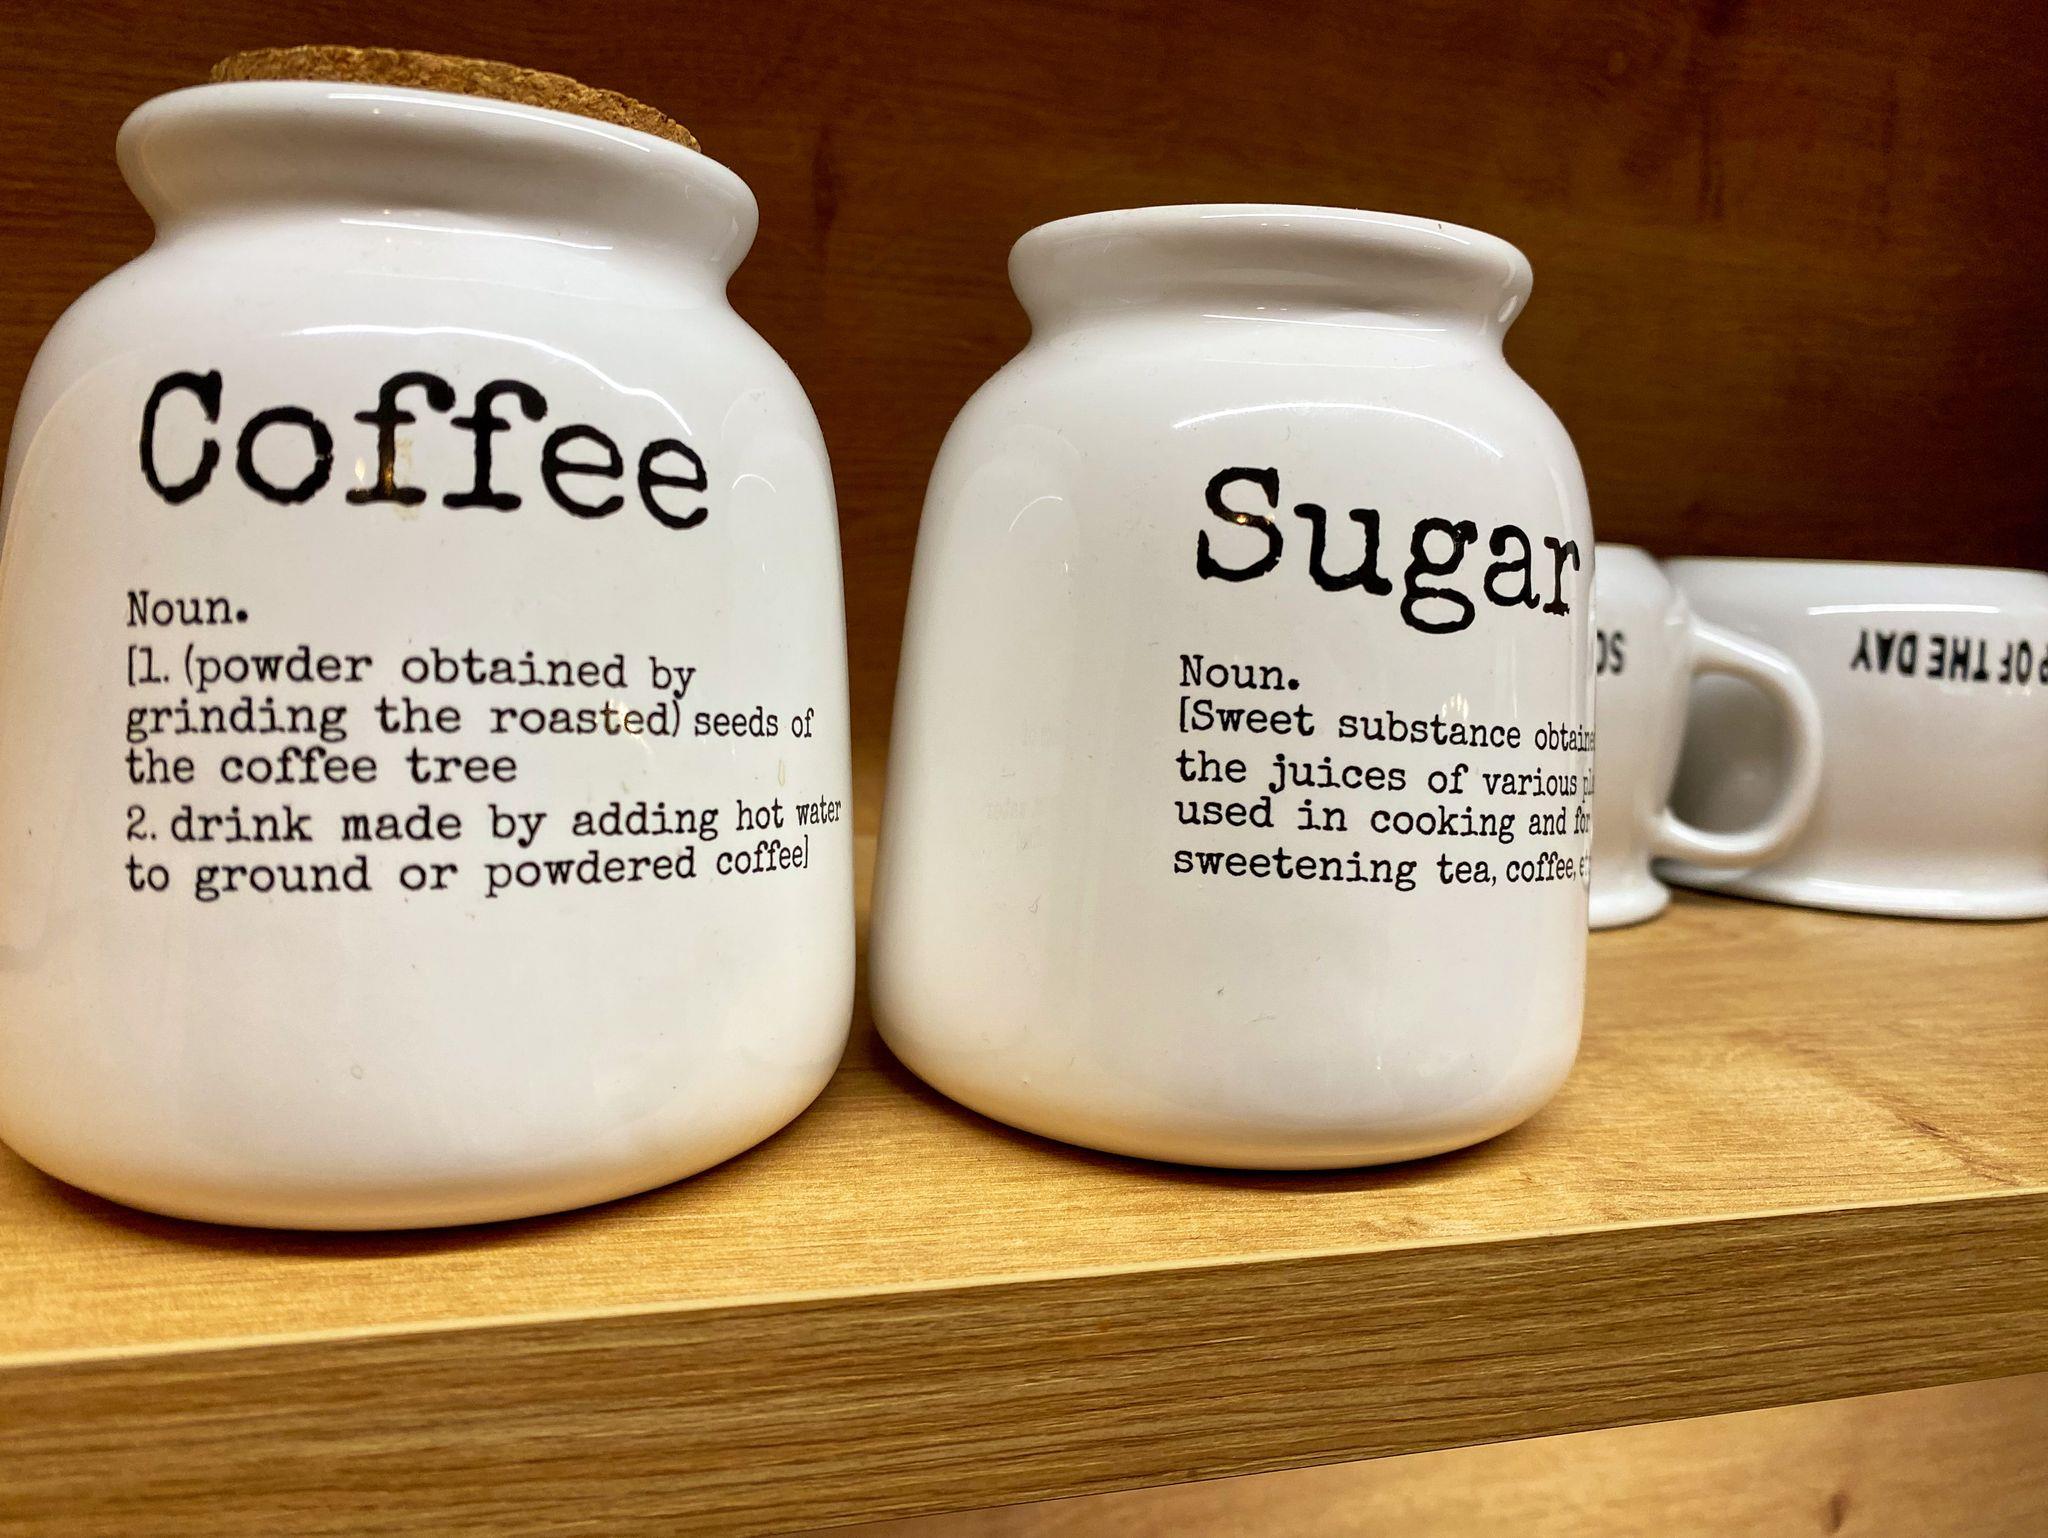 Coffee
Noun.
[1. (powder obtained by
grinding the roasted) seeds of
the coffee tree
2. drink made by adding hot water
to ground or powdered coffee]
Sugar
Noun.
[Sweet substance
the juices of various
used in cooking and for
sweetening tea, coffee,
OF THE DAY